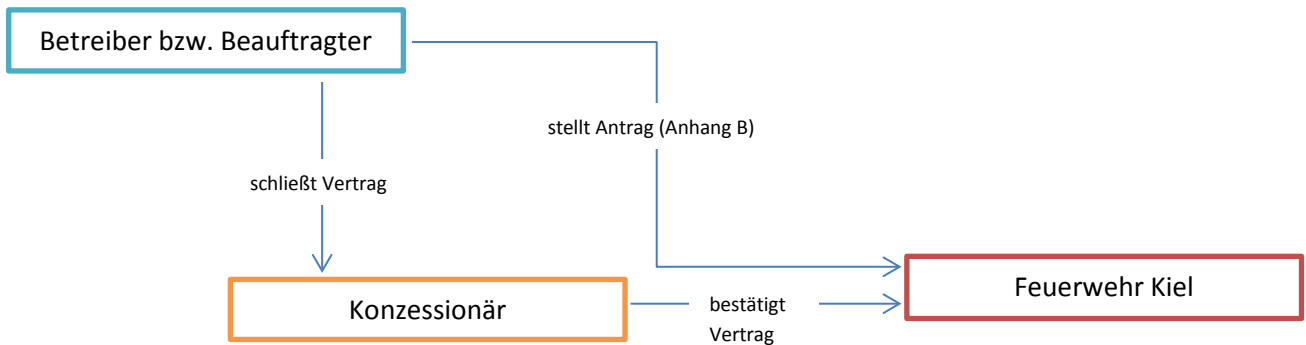 Betreiber bzw. Beauftragter
stellt Antrag (Anhang B)
schließt Vertrag
Feuerwehr Kiel
Konzessionär
bestätigt
Vertrag